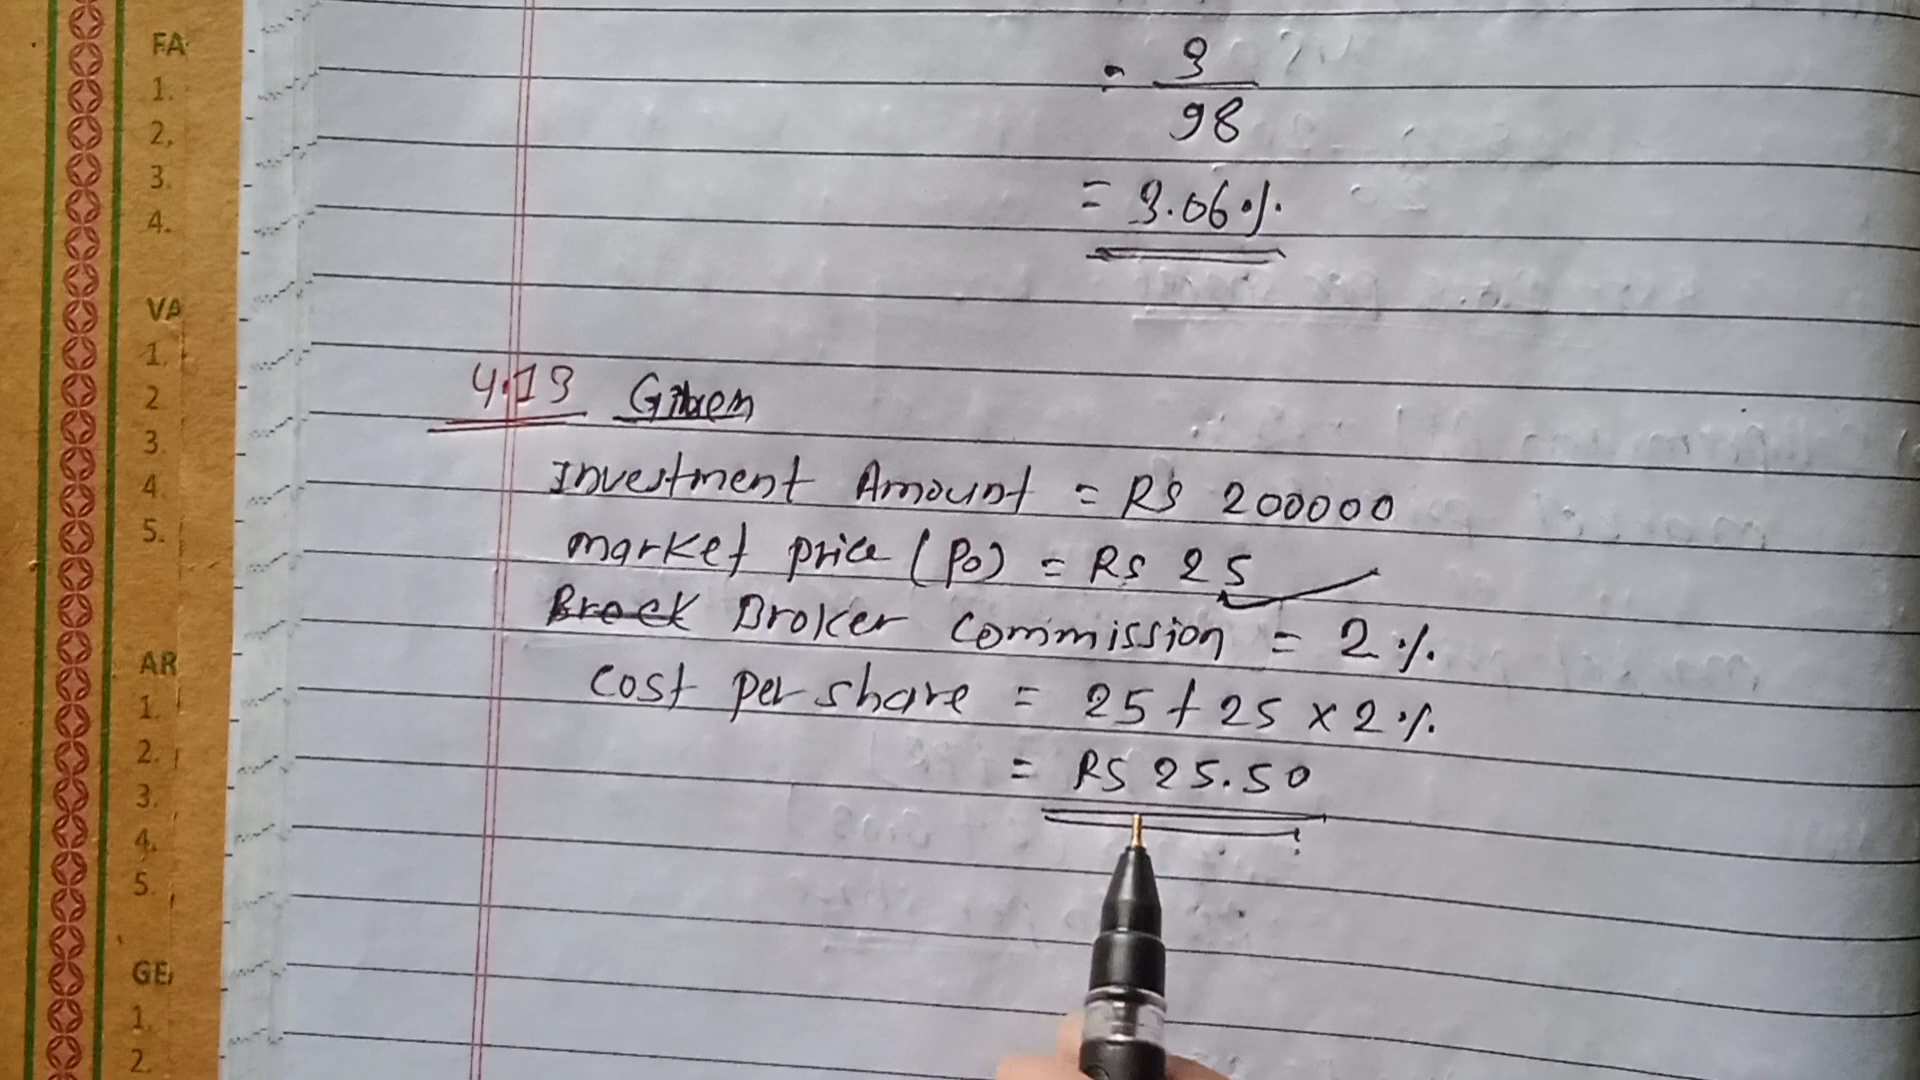 = 3
98
= 3.06%
4.13 Given
Investment Amount = RS 200000
market price (P0) = RS 25
Brock Broker Commission = 2%
Cost per share = 25 + 25 × 2%
= RS 25.50
FA
1.
2.
3.
4.
VA
1.
2
3.
4.
5.
AR
1.
2.
3.
4.
5.
GE
1.
2.